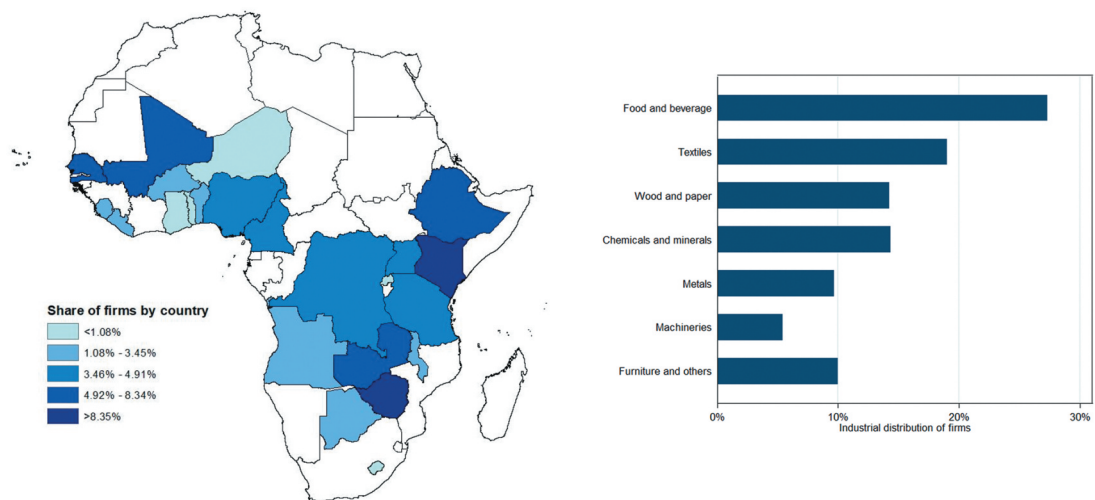 Share of firms by country
<1.08%
1.08% - 3.45%
3.46% - 4.91%
4.92% - 8.34%
>8.35%
Food and beverage
Textiles
Wood and paper
Chemicals and minerals
Metals
Machineries
Furniture and others
0%
10%
20%
30%
Industrial distribution of firms